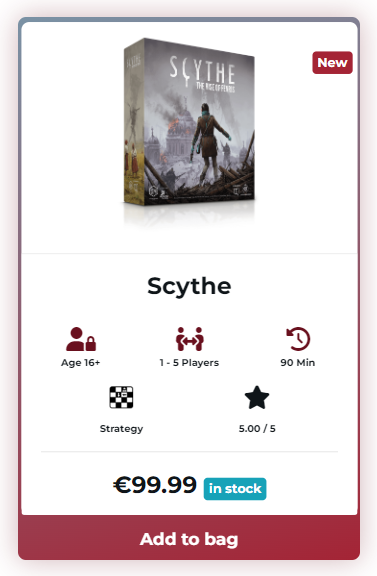 New
SCYTHE
THE RISE OF FENRIS
Scythe
Age 16+
1 - 5 Players
90 Min
Strategy
5.00 / 5
€99.99 in stock
Add to bag